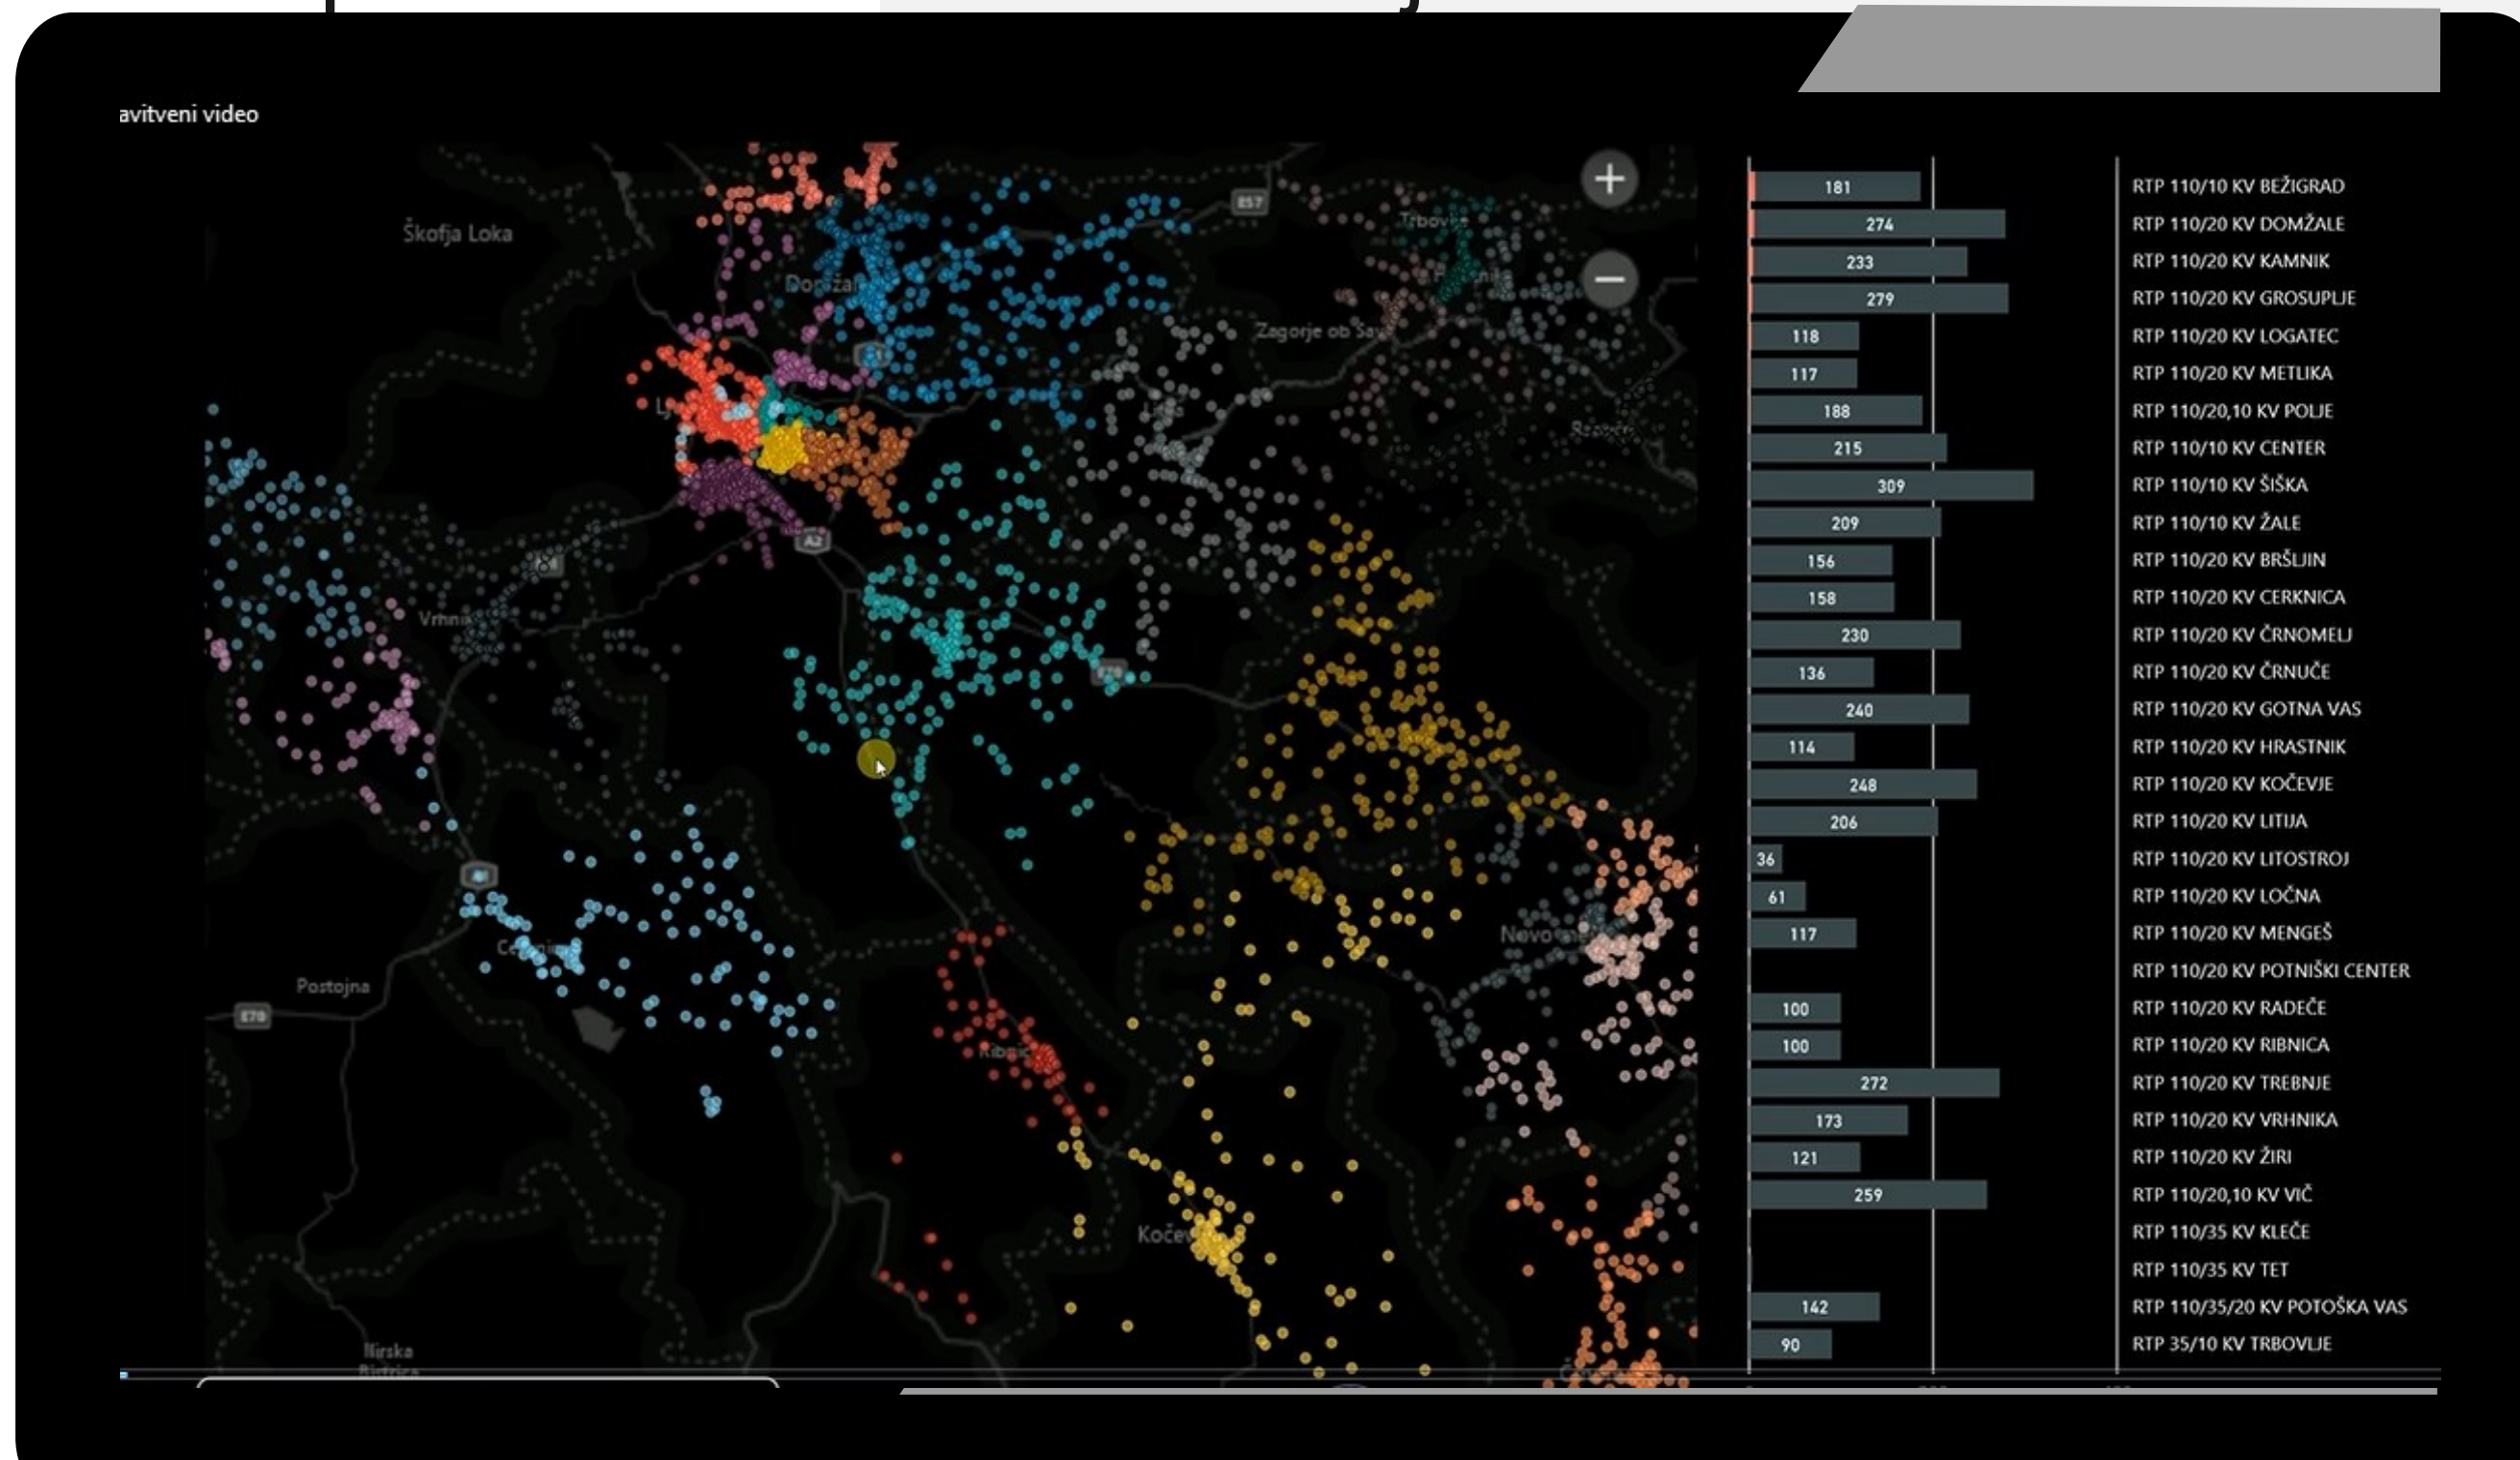 avitveni video
Škofja Loka
E57
Zagorje ob Sav
A2
Postojna
E70
181 RTP 110/10 KV BEŽIGRAD
274 RTP 110/20 KV DOMŽALE
233 RTP 110/20 KV KAMNIK
279 RTP 110/20 KV GROSUPLJE
118 RTP 110/20 KV LOGATEC
117 RTP 110/20 KV METLIKA
188 RTP 110/20,10 KV POLJE
215 RTP 110/10 KV CENTER
309 RTP 110/10 KV ŠIŠKA
209 RTP 110/10 KV ŽALE
156 RTP 110/20 KV BRŠLJIN
158 RTP 110/20 KV CERKNICA
230 RTP 110/20 KV ČRNOMELJ
136 RTP 110/20 KV ČRNUČE
240 RTP 110/20 KV GOTNA VAS
114 RTP 110/20 KV HRASTNIK
248 RTP 110/20 KV KOČEVJE
206 RTP 110/20 KV LITIJA
36 RTP 110/20 KV LITOSTROJ
61 RTP 110/20 KV LOČNA
117 RTP 110/20 KV MENGEŠ
RTP 110/20 KV POTNIŠKI CENTER
100 RTP 110/20 KV RADEČE
100 RTP 110/20 KV RIBNICA
272 RTP 110/20 KV TREBNJE
173 RTP 110/20 KV VRHNIKA
121 RTP 110/20 KV ŽIRI
259 RTP 110/20,10 KV VIČ
RTP 110/35 KV KLEČE
RTP 110/35 KV TET
142 RTP 110/35/20 KV POTOŠKA VAS
90 RTP 35/10 KV TRBOVLJE